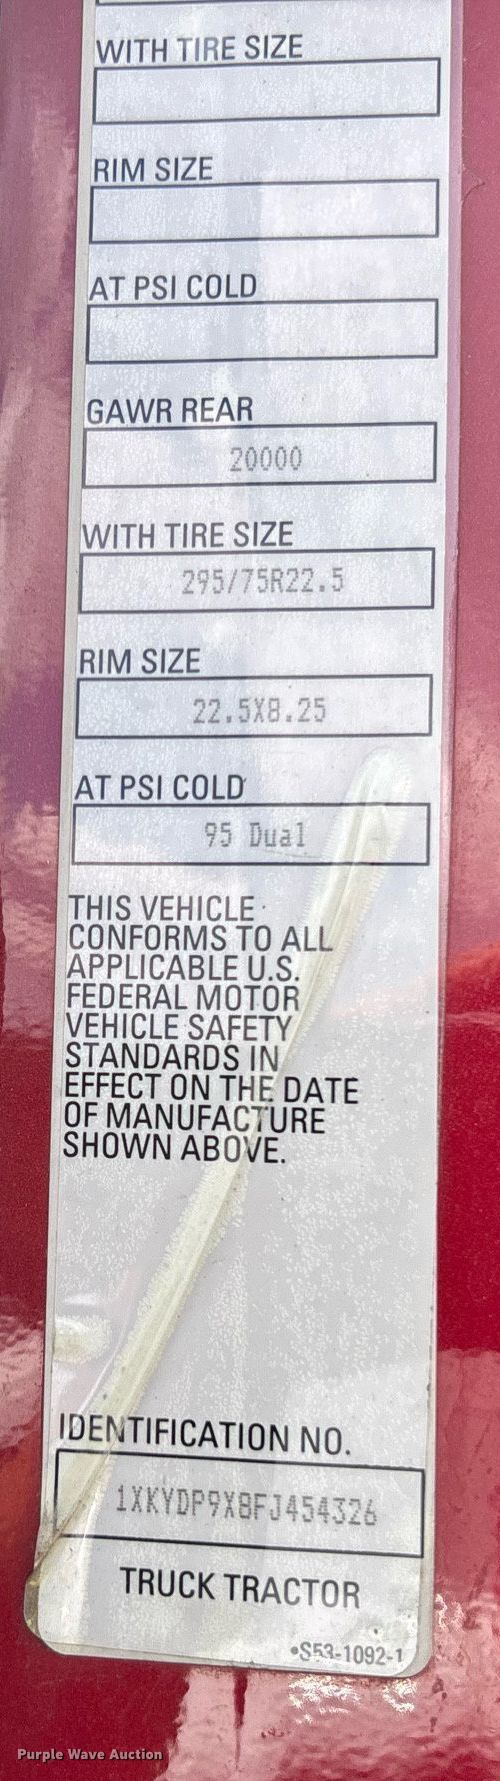 WITH TIRE SIZE
RIM SIZE
AT PSI COLD
GAWR REAR
20000
WITH TIRE SIZE
295/75R22.5
RIM SIZE
22.5X8.25
AT PSI COLD
95 Dual
THIS VEHICLE
CONFORMS TO ALL
APPLICABLE U.S.
FEDERAL MOTOR
VEHICLE SAFETY
STANDARDS IN
EFFECT ON THE DATE
OF MANUFACTURE
SHOWN ABOVE.
IDENTIFICATION NO.
1XKYDP9X8FJ454326
TRUCK TRACTOR
•S53-1092-1
Purple Wave Auction